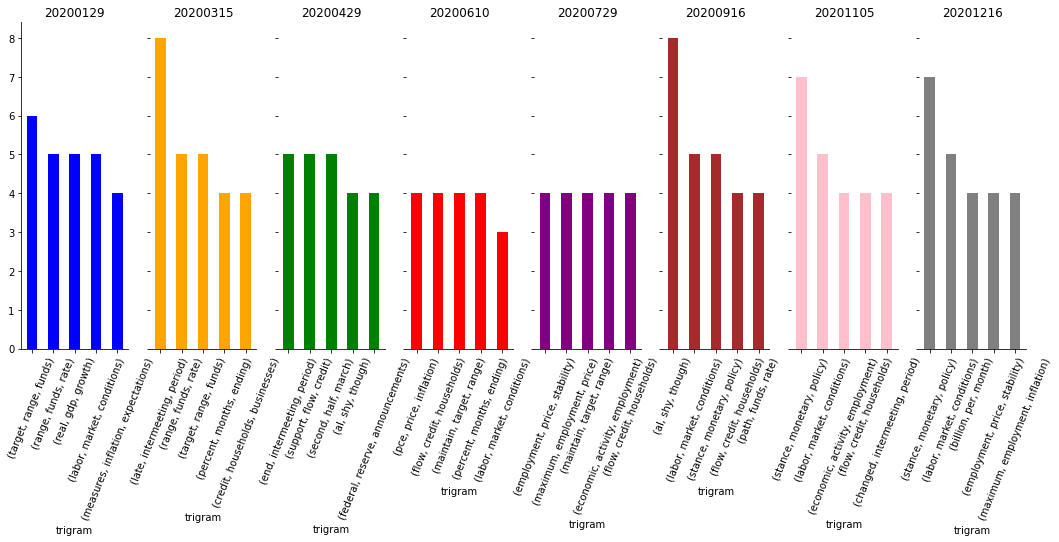 20200129 20200315 20200429 20200610 20200729 20200916 20201105 20201216
8
7
6
5
4
3
2
1
0
(target, range, funds)
(range, funds, rate)
(real, gdp, growth)
(labor, market, conditions)
(measures, inflation, expectations)
trigram
(late, intermeeting, period)
(range, funds, rate)
(target, range, funds)
(percent, months, ending)
(credit, households, businesses)
trigram
(end, intermeeting, period)
(support, flow, credit)
(second, half, march)
(al, shy, though)
(federal, reserve, announcements)
trigram
(pce, price, inflation)
(flow, credit, households)
(maintain, target, range)
(percent, months, ending)
(labor, market, conditions)
trigram
(employment, price, stability)
(maximum, employment, price)
(maintain, target, range)
(economic, activity, employment)
(flow, credit, households)
trigram
(al, shy, though)
(labor, market, conditions)
(stance, monetary, policy)
(flow, credit, households)
(path, funds, rate)
trigram
(stance, monetary, policy)
(labor, market, conditions)
(economic, activity, employment)
(flow, credit, households)
(changed, intermeeting, period)
trigram
(stance, monetary, policy)
(labor, market, conditions)
(billion, per, month)
(employment, price, stability)
(maximum, employment, inflation)
trigram